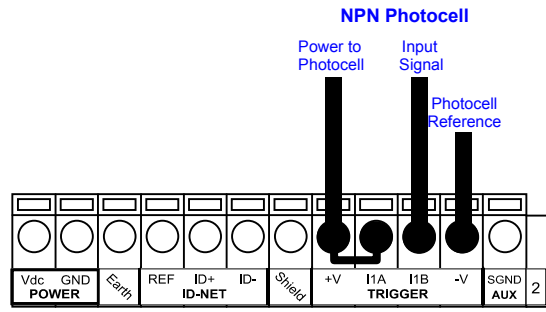 NPN Photocell
Power to
Photocell
Input
Signal
Photocell
Reference
Vdc GND Earth REF ID+ ID- Shield +V I1A I1B -V SGND 2
POWER ID-NET TRIGGER AUX